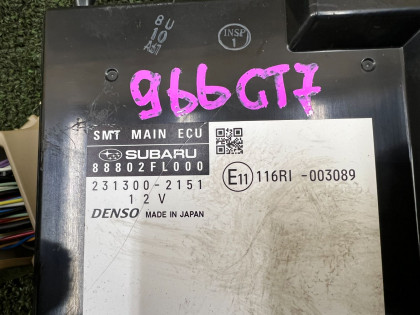 8U
10
INSP
1
966GT7
SMT MAIN ECU
SUBARU
88802FL000
231300-2151
12V
DENSO MADE IN JAPAN
E11 116RI -003089